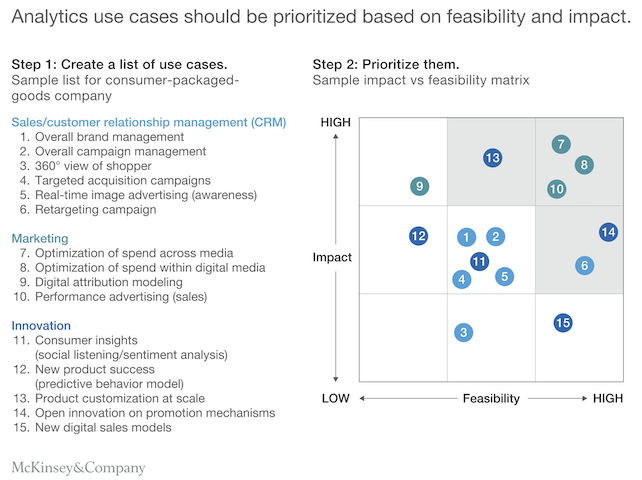 Analytics use cases should be prioritized based on feasibility and impact.
Step 1: Create a list of use cases.
Sample list for consumer-packaged-
goods company
Sales/customer relationship management (CRM)
1. Overall brand management
2. Overall campaign management
3. 360° view of shopper
4. Targeted acquisition campaigns
5. Real-time image advertising (awareness)
6. Retargeting campaign
Marketing
7. Optimization of spend across media
8. Optimization of spend within digital media
9. Digital attribution modeling
10. Performance advertising (sales)
Innovation
11. Consumer insights
(social listening/sentiment analysis)
12. New product success
(predictive behavior model)
13. Product customization at scale
14. Open innovation on promotion mechanisms
15. New digital sales models
Step 2: Prioritize them.
Sample impact vs feasibility matrix
HIGH
7
13
8
9
10
14
12
1
2
Impact
11
6
4
5
15
3
LOW
Feasibility
HIGH
McKinsey&Company